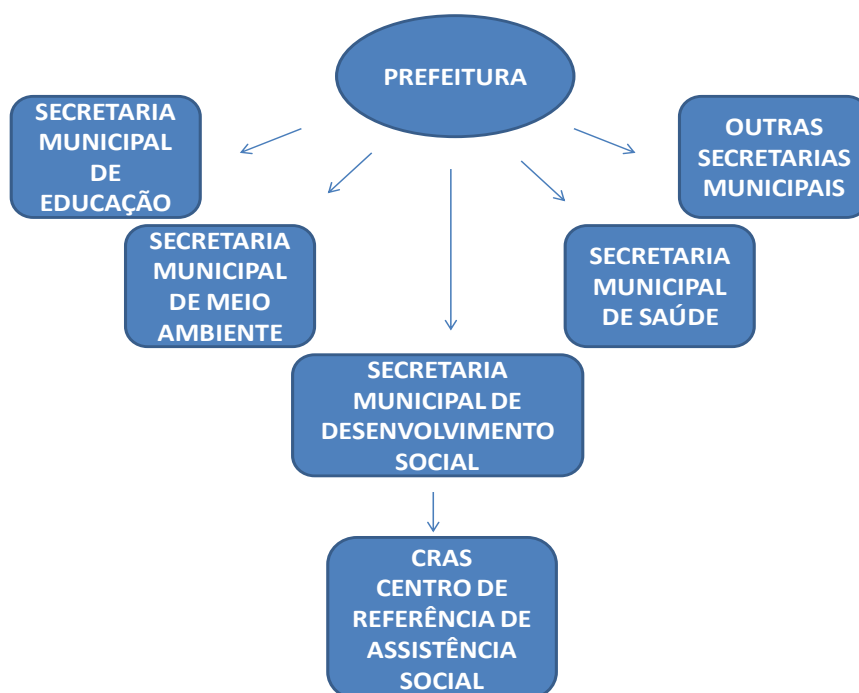 PREFEITURA
SECRETARIA
MUNICIPAL
DE
EDUCAÇÃO
OUTRAS
SECRETARIAS
MUNICIPAIS
SECRETARIA
MUNICIPAL
DE MEIO
AMBIENTE
SECRETARIA
MUNICIPAL
DE SAÚDE
SECRETARIA
MUNICIPAL DE
DESENVOLVIMENTO
SOCIAL
CRAS
CENTRO DE
REFERÊNCIA DE
ASSISTÊNCIA
SOCIAL